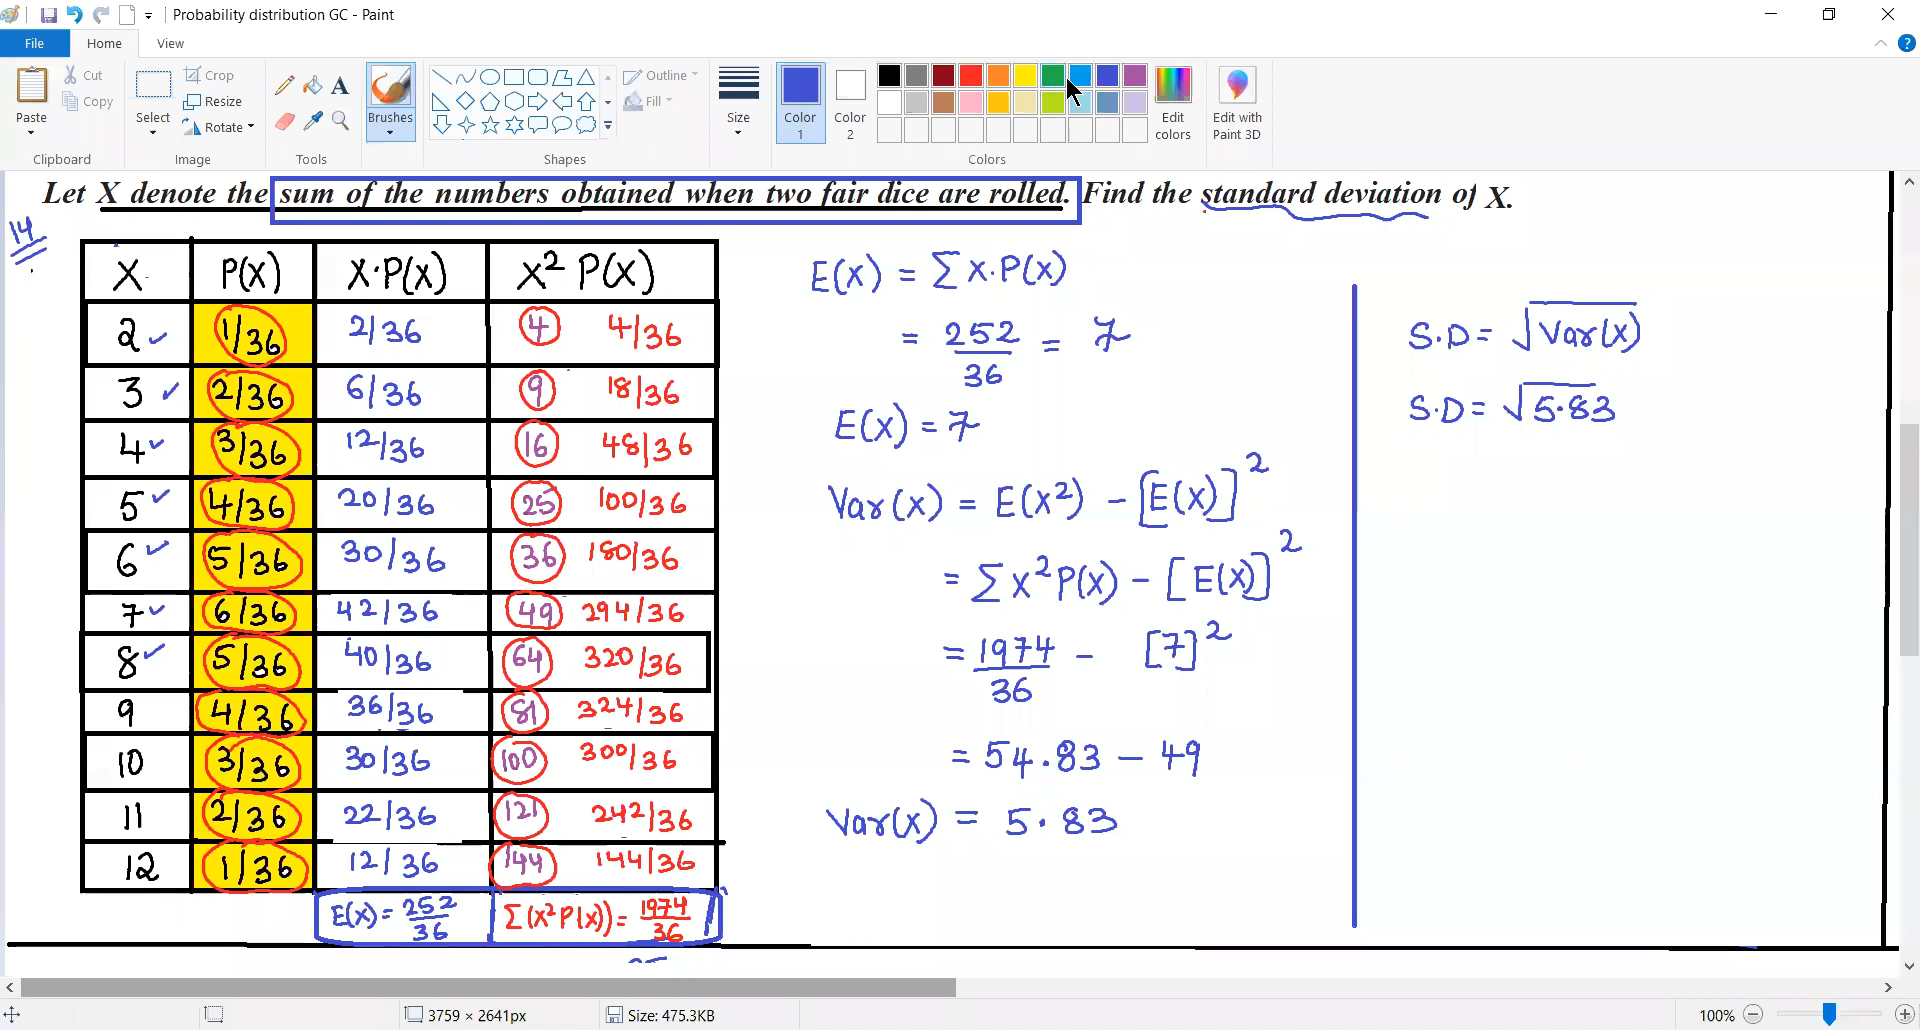 Probability distribution GC - Paint
File Home View
Paste
Cut
Copy
Clipboard
Select
Crop
Resize
Rotate
Image
Tools
Brushes
Shapes
Outline
Fill
Size
Color 1
Color 2
Colors
Edit colors
Edit with Paint 3D
Let X denote the sum of the numbers obtained when two fair dice are rolled. Find the standard deviation of X.
14
X P(X) X·P(X) X² P(X)
2 ✓ 1/36 2/36 4 4/36
3 ✓ 2/36 6/36 9 18/36
4 ✓ 3/36 12/36 16 48/36
5 ✓ 4/36 20/36 25 100/36
6 ✓ 5/36 30/36 36 180/36
7 ✓ 6/36 42/36 49 294/36
8 ✓ 5/36 40/36 64 320/36
9 4/36 36/36 81 324/36
10 3/36 30/36 100 300/36
11 2/36 22/36 121 242/36
12 1/36 12/36 144 144/36
E(X) = 252/36 Σ(X²P(X)) = 1974/36
E(X) = Σ X.P(X)
= 252/36 = 7
E(X) = 7
Var(X) = E(X²) - [E(X)]²
= Σ X² P(X) - [E(X)]²
= 1974/36 - [7]²
= 54.83 - 49
Var(X) = 5.83
S.D = √Var(X)
S.D = √5.83
3759 × 2641px
Size: 475.3KB
100%